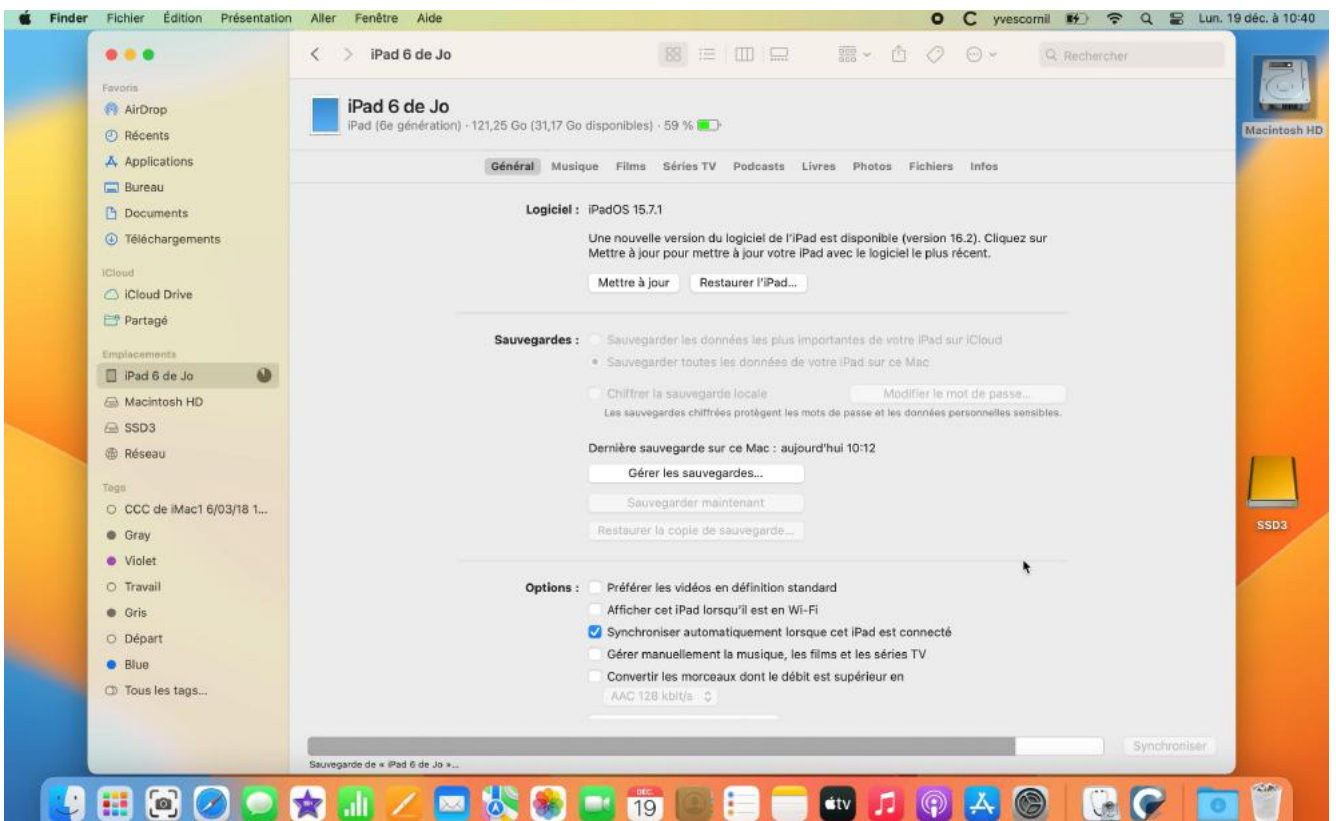 Finder Fichier Édition Présentation Aller Fenêtre Aide yvescornil Lun. 19 déc. à 10:40
iPad 6 de Jo
Rechercher
Favoris
AirDrop
Récents
Applications
Bureau
Documents
Téléchargements
iCloud
iCloud Drive
Partagé
Emplacements
iPad 6 de Jo
Macintosh HD
SSD3
Réseau
Tags
CCC de iMac1 6/03/18 1...
Gray
Violet
Travail
Gris
Départ
Blue
Tous les tags...
iPad 6 de Jo
iPad (6e génération) · 121,25 Go (31,17 Go disponibles) · 59 %
Général Musique Films Séries TV Podcasts Livres Photos Fichiers Infos
Logiciel : iPadOS 15.7.1
Une nouvelle version du logiciel de l'iPad est disponible (version 16.2). Cliquez sur
Mettre à jour pour mettre à jour votre iPad avec le logiciel le plus récent.
Mettre à jour Restaurer l'iPad...
Sauvegardes : Sauvegarder les données les plus importantes de votre iPad sur iCloud
Sauvegarder toutes les données de votre iPad sur ce Mac
Chiffrer la sauvegarde locale Modifier le mot de passe...
Les sauvegardes chiffrées protègent les mots de passe et les données personnelles sensibles.
Dernière sauvegarde sur ce Mac : aujourd'hui 10:12
Gérer les sauvegardes...
Sauvegarder maintenant
Restaurer la copie de sauvegarde...
Options : Préférer les vidéos en définition standard
Afficher cet iPad lorsqu'il est en Wi-Fi
Synchroniser automatiquement lorsque cet iPad est connecté
Gérer manuellement la musique, les films et les séries TV
Convertir les morceaux dont le débit est supérieur en
AAC 128 kbit/s
Synchroniser
Sauvegarde de « iPad 6 de Jo »...
Macintosh HD
SSD3
DÉC.
19
tv